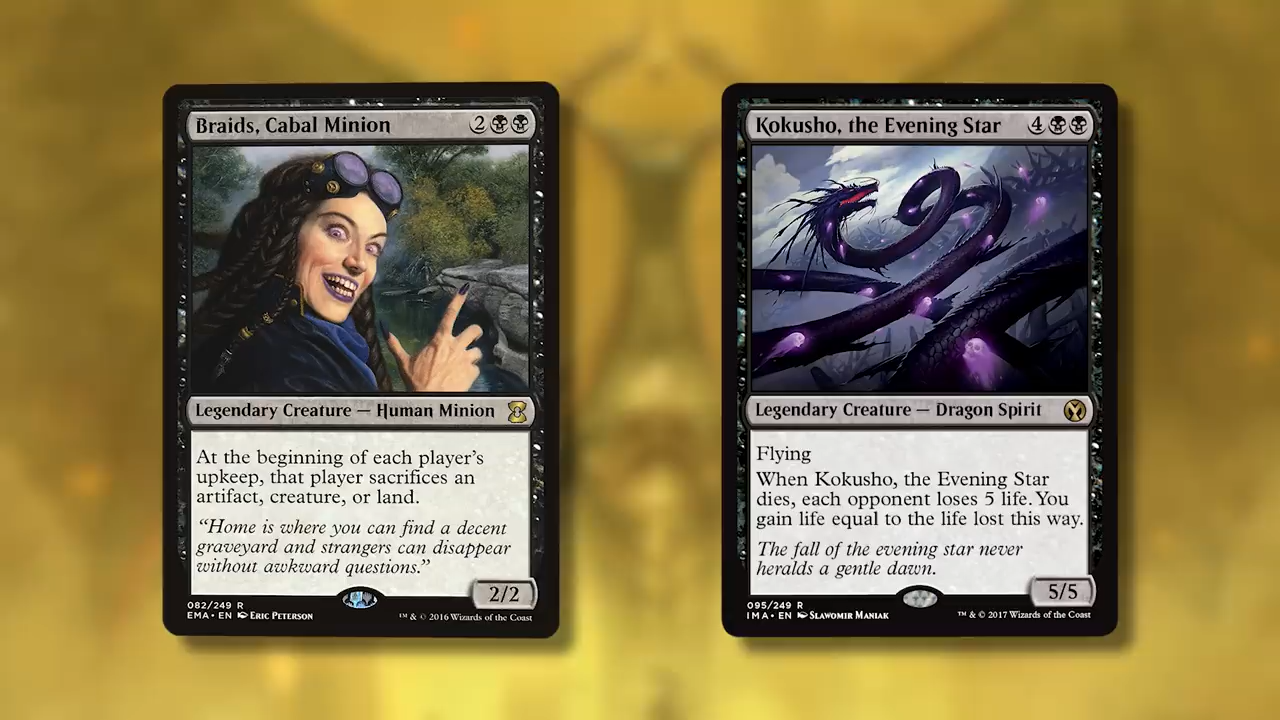 Braids, Cabal Minion 2
Legendary Creature — Human Minion
At the beginning of each player's
upkeep, that player sacrifices an
artifact, creature, or land.
“Home is where you can find a decent
graveyard and strangers can disappear
without awkward questions.”
2/2
082/249 R
EMA • EN Eric Peterson
™ & © 2016 Wizards of the Coast
Kokusho, the Evening Star 4
Legendary Creature — Dragon Spirit
Flying
When Kokusho, the Evening Star
dies, each opponent loses 5 life. You
gain life equal to the life lost this way.
The fall of the evening star never
heralds a gentle dawn.
5/5
095/249 R
IMA • EN Slawomir Maniak
™ & © 2017 Wizards of the Coast